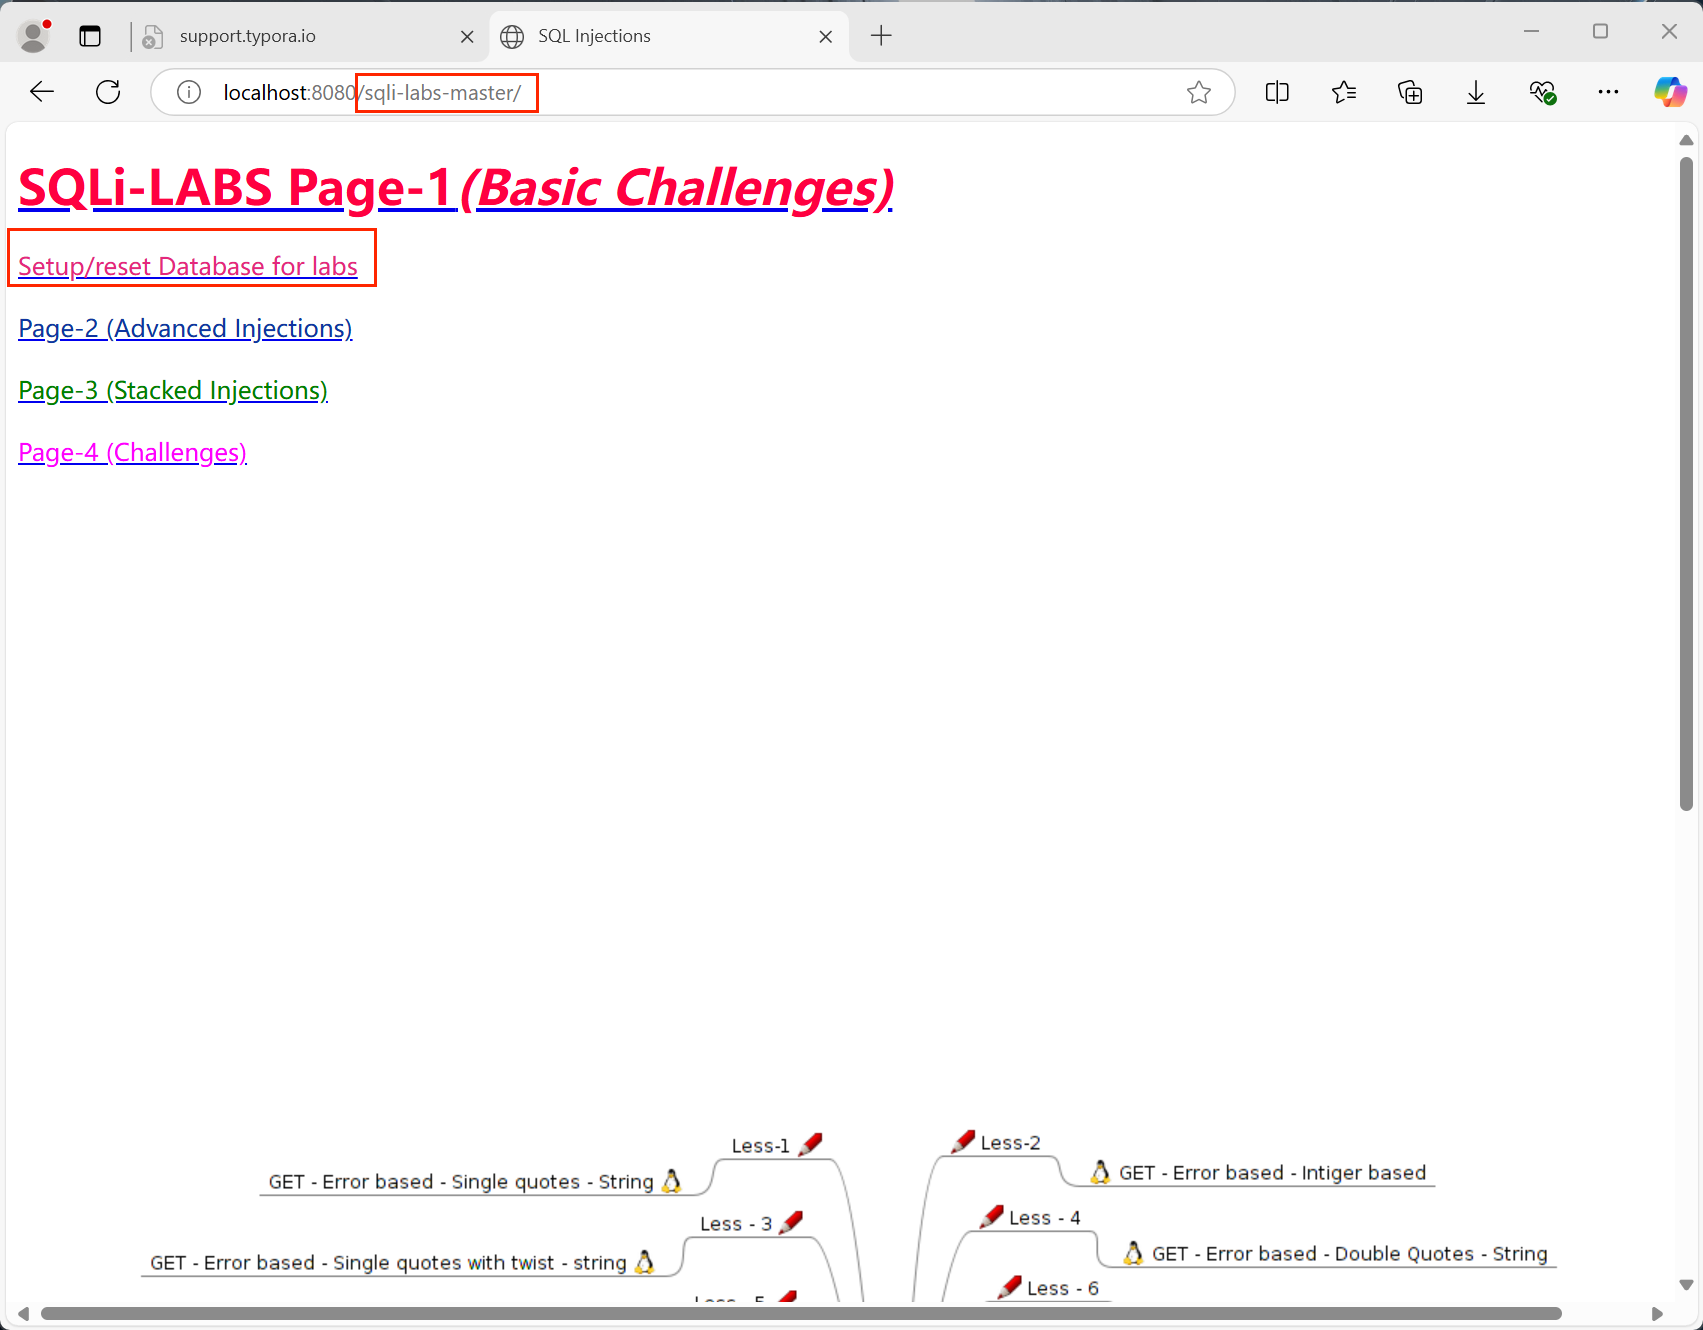 support.typora.io
SQL Injections
localhost:8080/sqli-labs-master/
SQLi-LABS Page-1 (Basic Challenges)
Setup/reset Database for labs
Page-2 (Advanced Injections)
Page-3 (Stacked Injections)
Page-4 (Challenges)
Less-1
Less-2
GET - Error based - Single quotes - String
GET - Error based - Intiger based
Less - 3
Less - 4
GET - Error based - Single quotes with twist - string
GET - Error based - Double Quotes - String
Less - 5
Less - 6